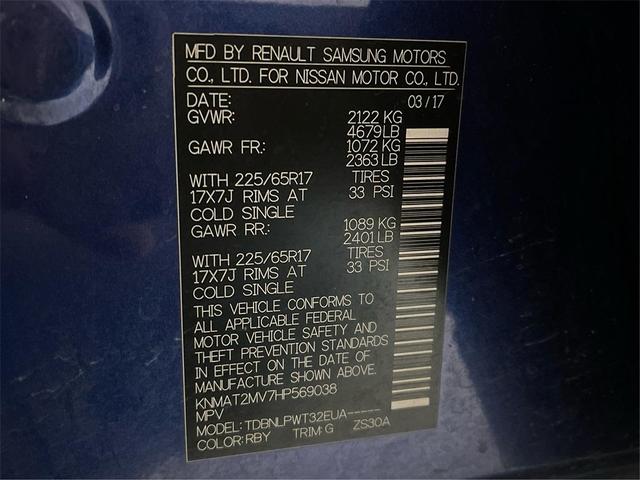 MFD BY RENAULT SAMSUNG MOTORS
CO., LTD. FOR NISSAN MOTOR CO., LTD.
DATE: 03/17
GVWR: 2122 KG
4679LB
GAWR FR: 1072 KG
2363 LB
WITH 225/65R17 TIRES
17X7J RIMS AT 33 PSI
COLD SINGLE
GAWR RR: 1089 KG
2401 LB
WITH 225/65R17 TIRES
17X7J RIMS AT 33 PSI
COLD SINGLE
THIS VEHICLE CONFORMS TO
ALL APPLICABLE FEDERAL
MOTOR VEHICLE SAFETY AND
THEFT PREVENTION STANDARDS
IN EFFECT ON THE DATE OF
MANUFACTURE SHOWN ABOVE.
KNMAT2MV7HP569038
MPV
MODEL: TDBNLPWT32EUA-----
COLOR: RBY TRIM: G ZS30A